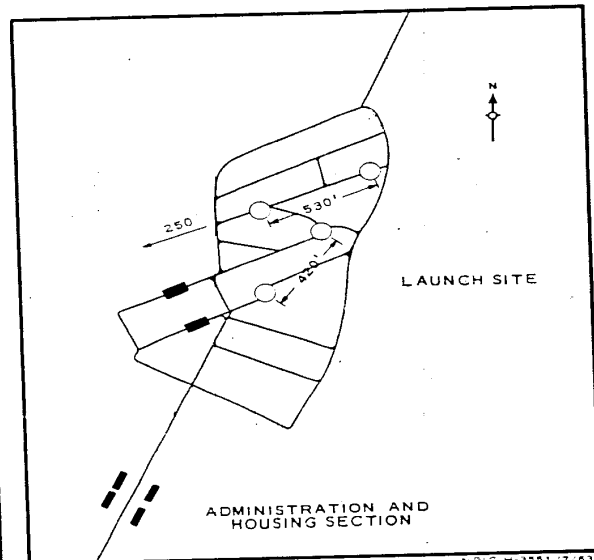 N
530'
250
420'
LAUNCH SITE
ADMINISTRATION AND
HOUSING SECTION